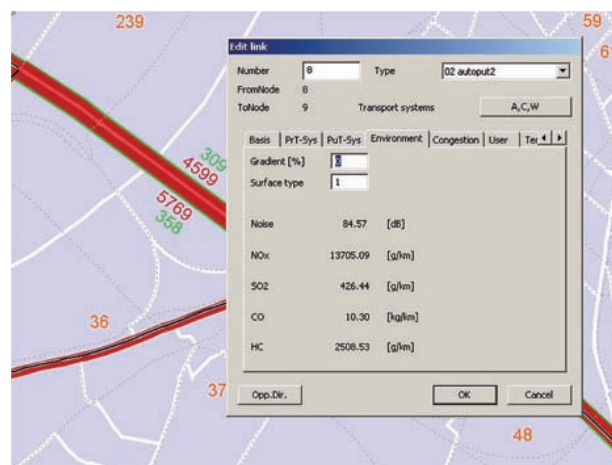 239
59
6
309
4599
5769
358
36
37
48
Edit link
Number 8 Type 02 autoput2
FromNode 8
ToNode 9 Transport systems A,C,W
Basis PrT-Sys PuT-Sys Environment Congestion User Te
Gradient [%] 0
Surface type 1
Noise 84.57 [dB]
NOx 13705.09 [g/km]
SO2 426.44 [g/km]
CO 10.30 [kg/km]
HC 2508.53 [g/km]
Opp.Dir. OK Cancel